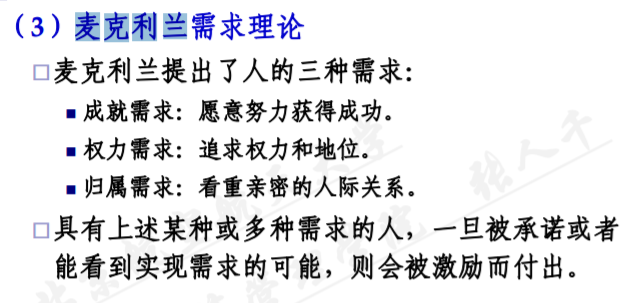 （3）麦克利兰需求理论
麦克利兰提出了人的三种需求：
成就需求：愿意努力获得成功。
权力需求：追求权力和地位。
归属需求：看重亲密的人际关系。
具有上述某种或多种需求的人，一旦被承诺或者
能看到实现需求的可能，则会被激励而付出。